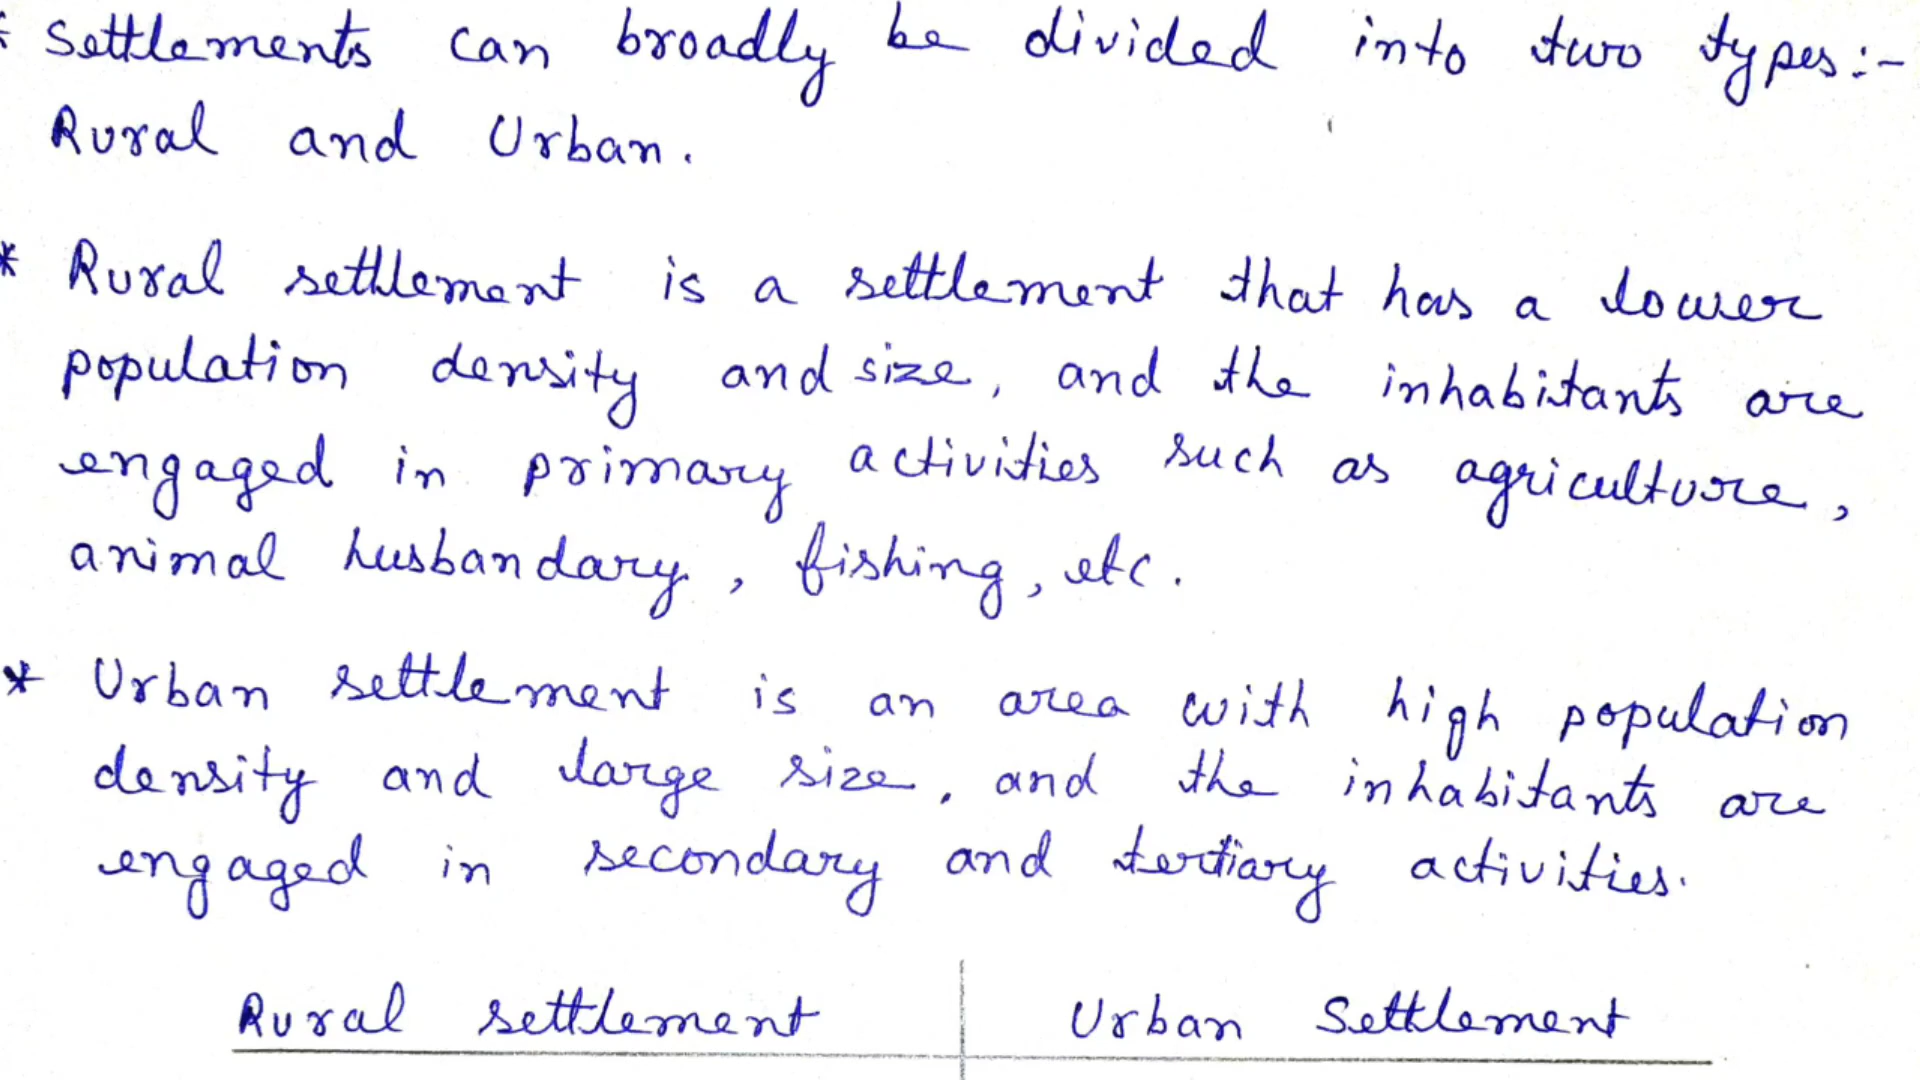 * Settlements can broadly be divided into two types:-
Rural and Urban.
* Rural settlement is a settlement that has a lower
population density and size, and the inhabitants are
engaged in primary activities such as agriculture,
animal husbandary, fishing, etc.
* Urban settlement is an area with high population
density and large size, and the inhabitants are
engaged in secondary and tertiary activities.
Rural settlement Urban Settlement